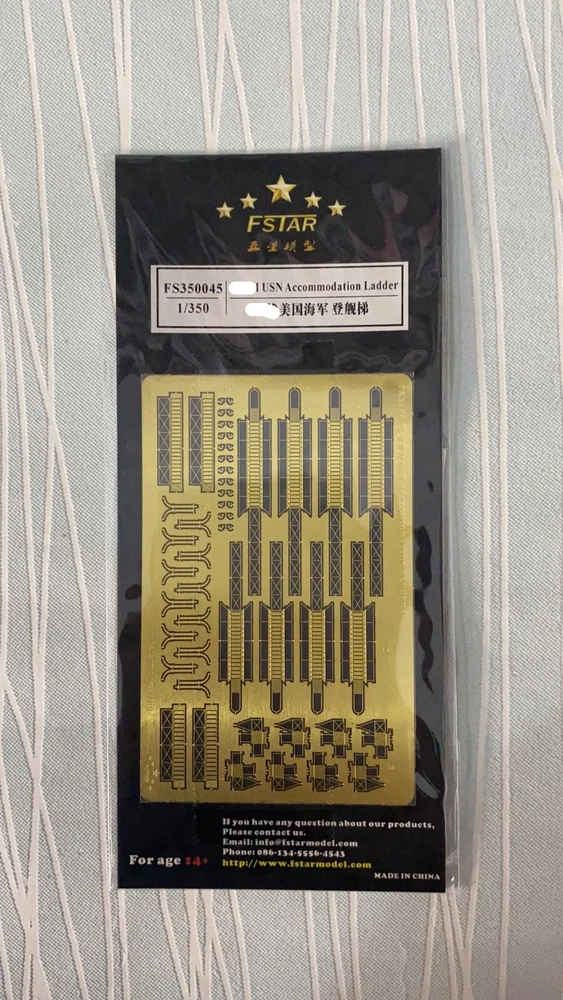 FSTAR
五星模型
FS350045
1/350
USN Accommodation Ladder
美国海军 登舰梯
If you have any question about our products,
Please contact us.
Email: info@fstarmodel.com
Phone: 086-134-5556-4543
http://www.fstarmodel.com
For age 14+
MADE IN CHINA